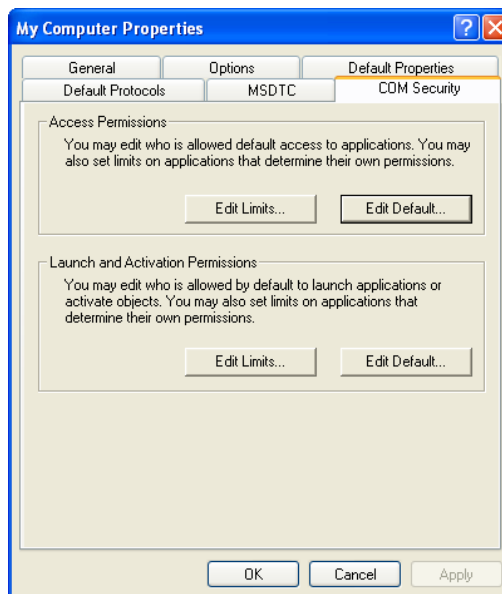 My Computer Properties
General Options Default Properties
Default Protocols MSDTC COM Security
Access Permissions
You may edit who is allowed default access to applications. You may
also set limits on applications that determine their own permissions.
Edit Limits... Edit Default...
Launch and Activation Permissions
You may edit who is allowed by default to launch applications or
activate objects. You may also set limits on applications that
determine their own permissions.
Edit Limits... Edit Default...
OK Cancel Apply